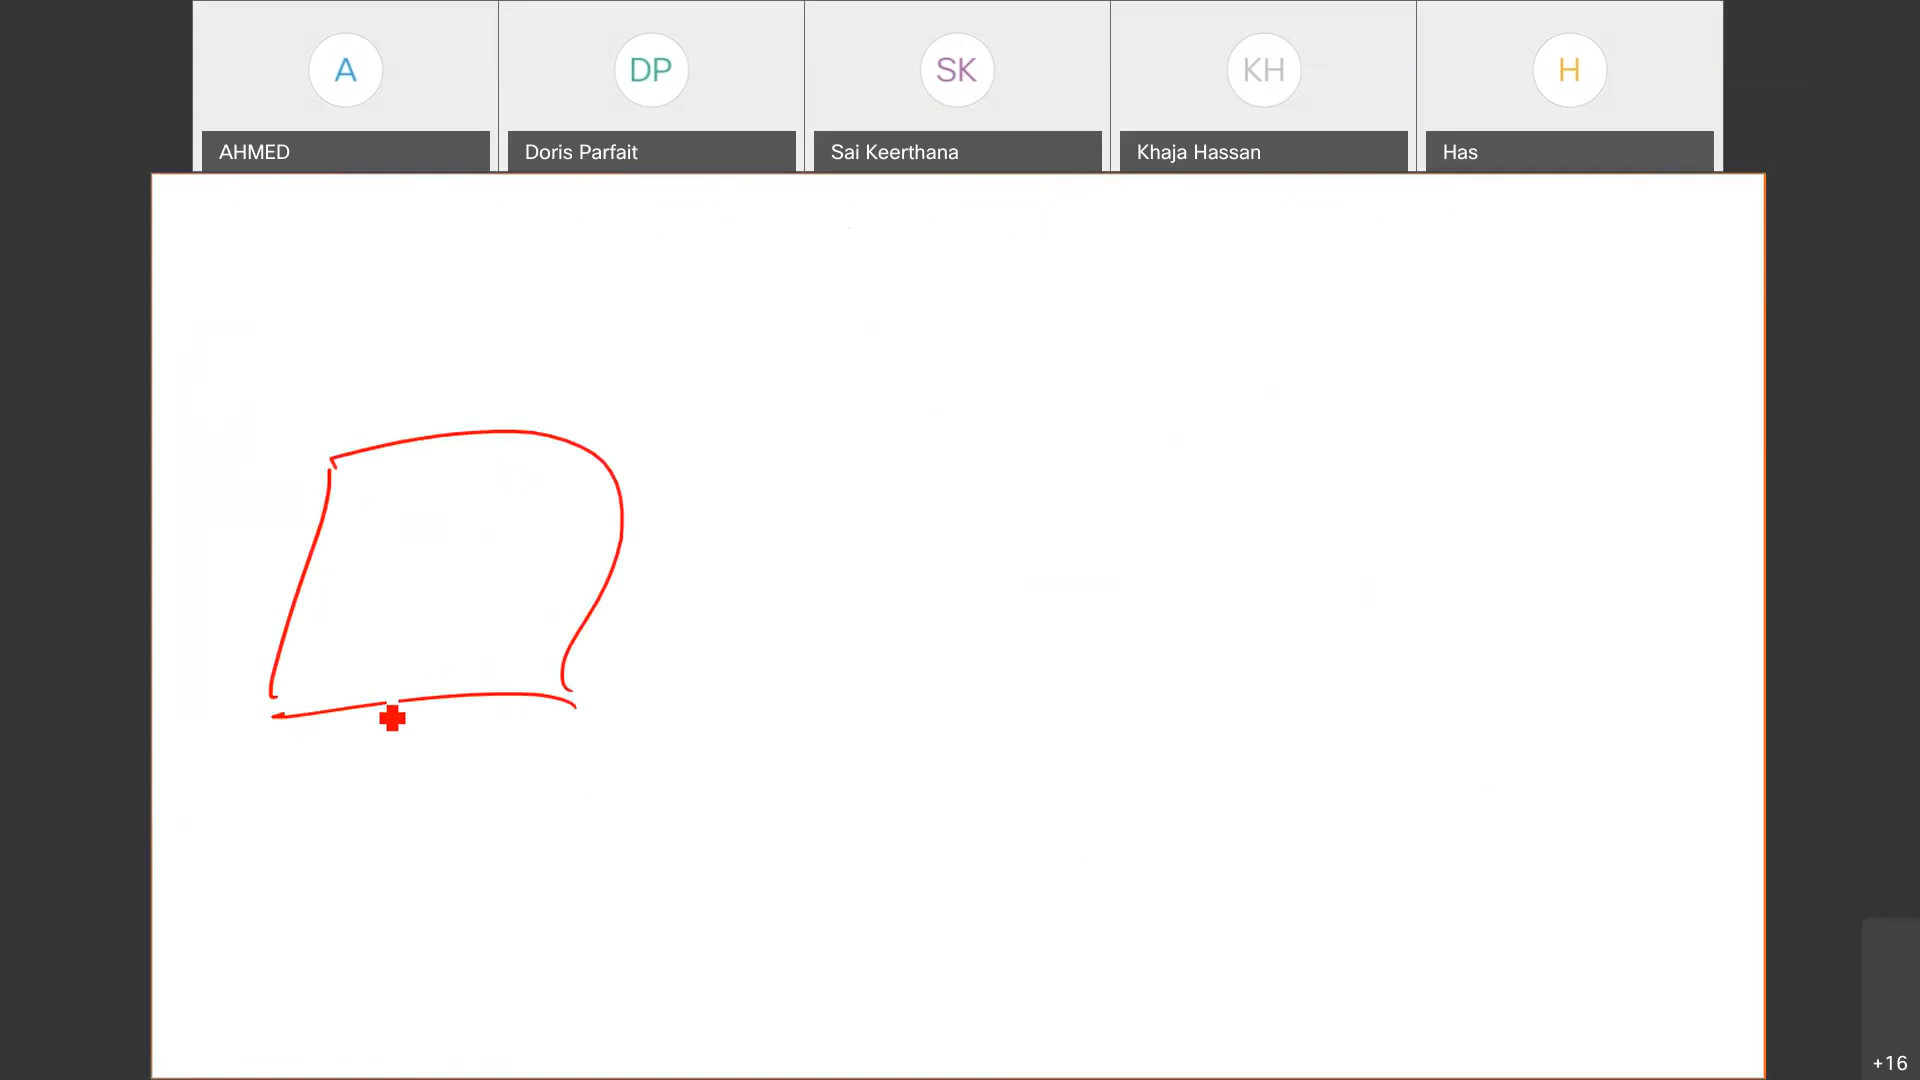 A DP SK KH H
AHMED Doris Parfait Sai Keerthana Khaja Hassan Has
+16